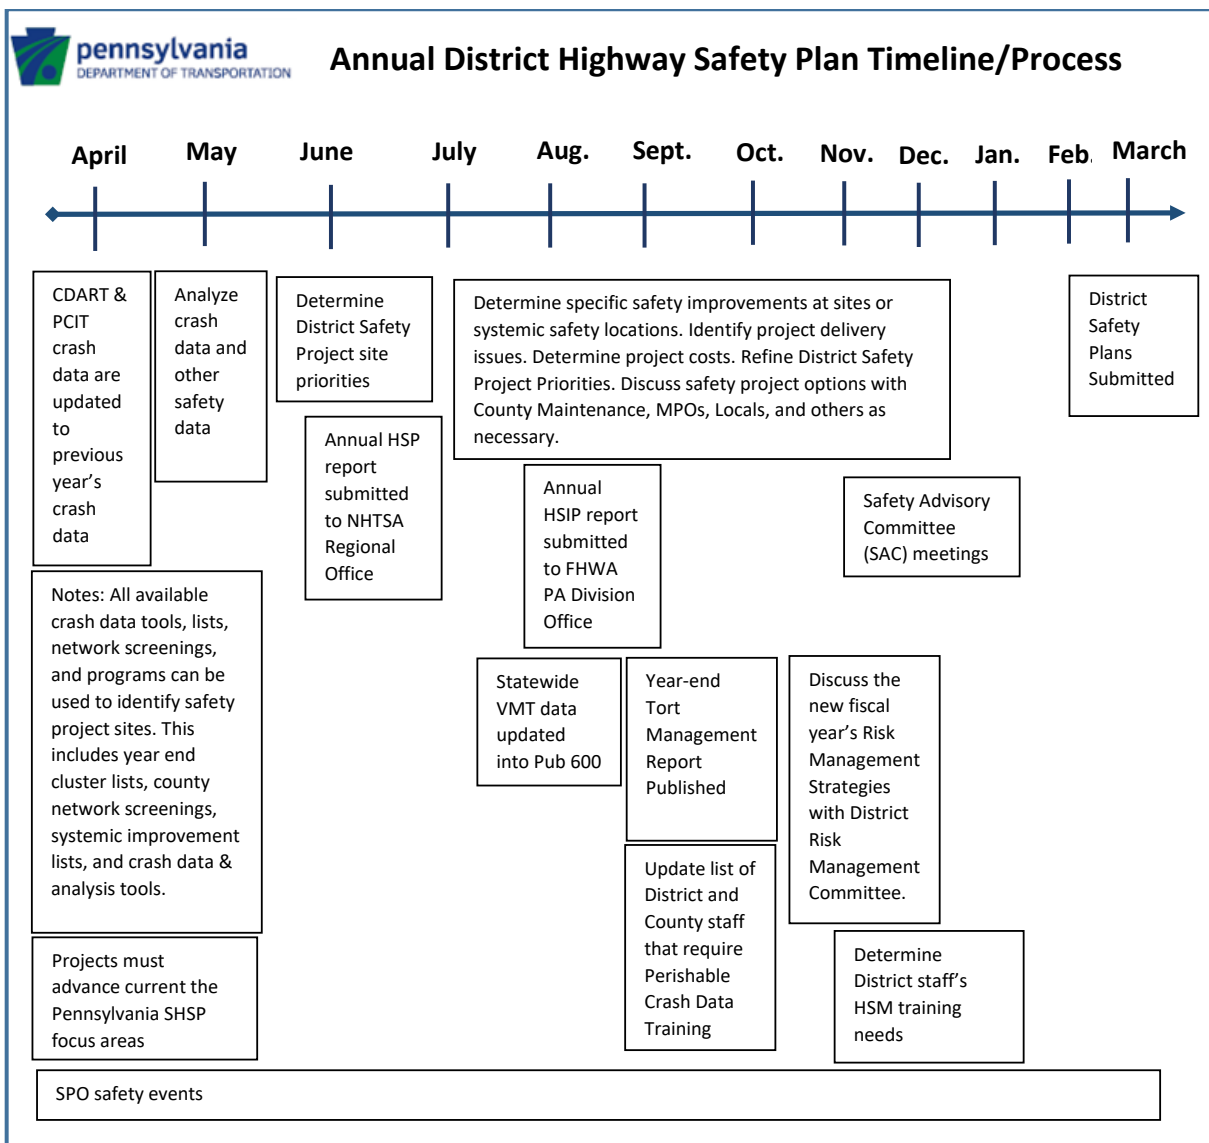 pennsylvania
DEPARTMENT OF TRANSPORTATION
Annual District Highway Safety Plan Timeline/Process
April
May
June
July
Aug.
Sept.
Oct.
Nov.
Dec.
Jan.
Feb.
March
CDART &
PCIT
crash
data are
updated
to
previous
year's
crash
data
Analyze
crash
data and
other
safety
data
Determine
District Safety
Project site
priorities
Determine specific safety improvements at sites or
systemic safety locations. Identify project delivery
issues. Determine project costs. Refine District Safety
Project Priorities. Discuss safety project options with
County Maintenance, MPOs, Locals, and others as
necessary.
District
Safety
Plans
Submitted
Annual HSP
report
submitted
to NHTSA
Regional
Office
Annual
HSIP report
submitted
to FHWA
PA Division
Office
Safety Advisory
Committee
(SAC) meetings
Notes: All available
crash data tools, lists,
network screenings,
and programs can be
used to identify safety
project sites. This
includes year end
cluster lists, county
network screenings,
systemic improvement
lists, and crash data &
analysis tools.
Statewide
VMT data
updated
into Pub 600
Year-end
Tort
Management
Report
Published
Discuss the
new fiscal
year's Risk
Management
Strategies
with District
Risk
Management
Committee.
Update list of
District and
County staff
that require
Perishable
Crash Data
Training
Determine
District staff's
HSM training
needs
Projects must
advance current the
Pennsylvania SHSP
focus areas
SPO safety events